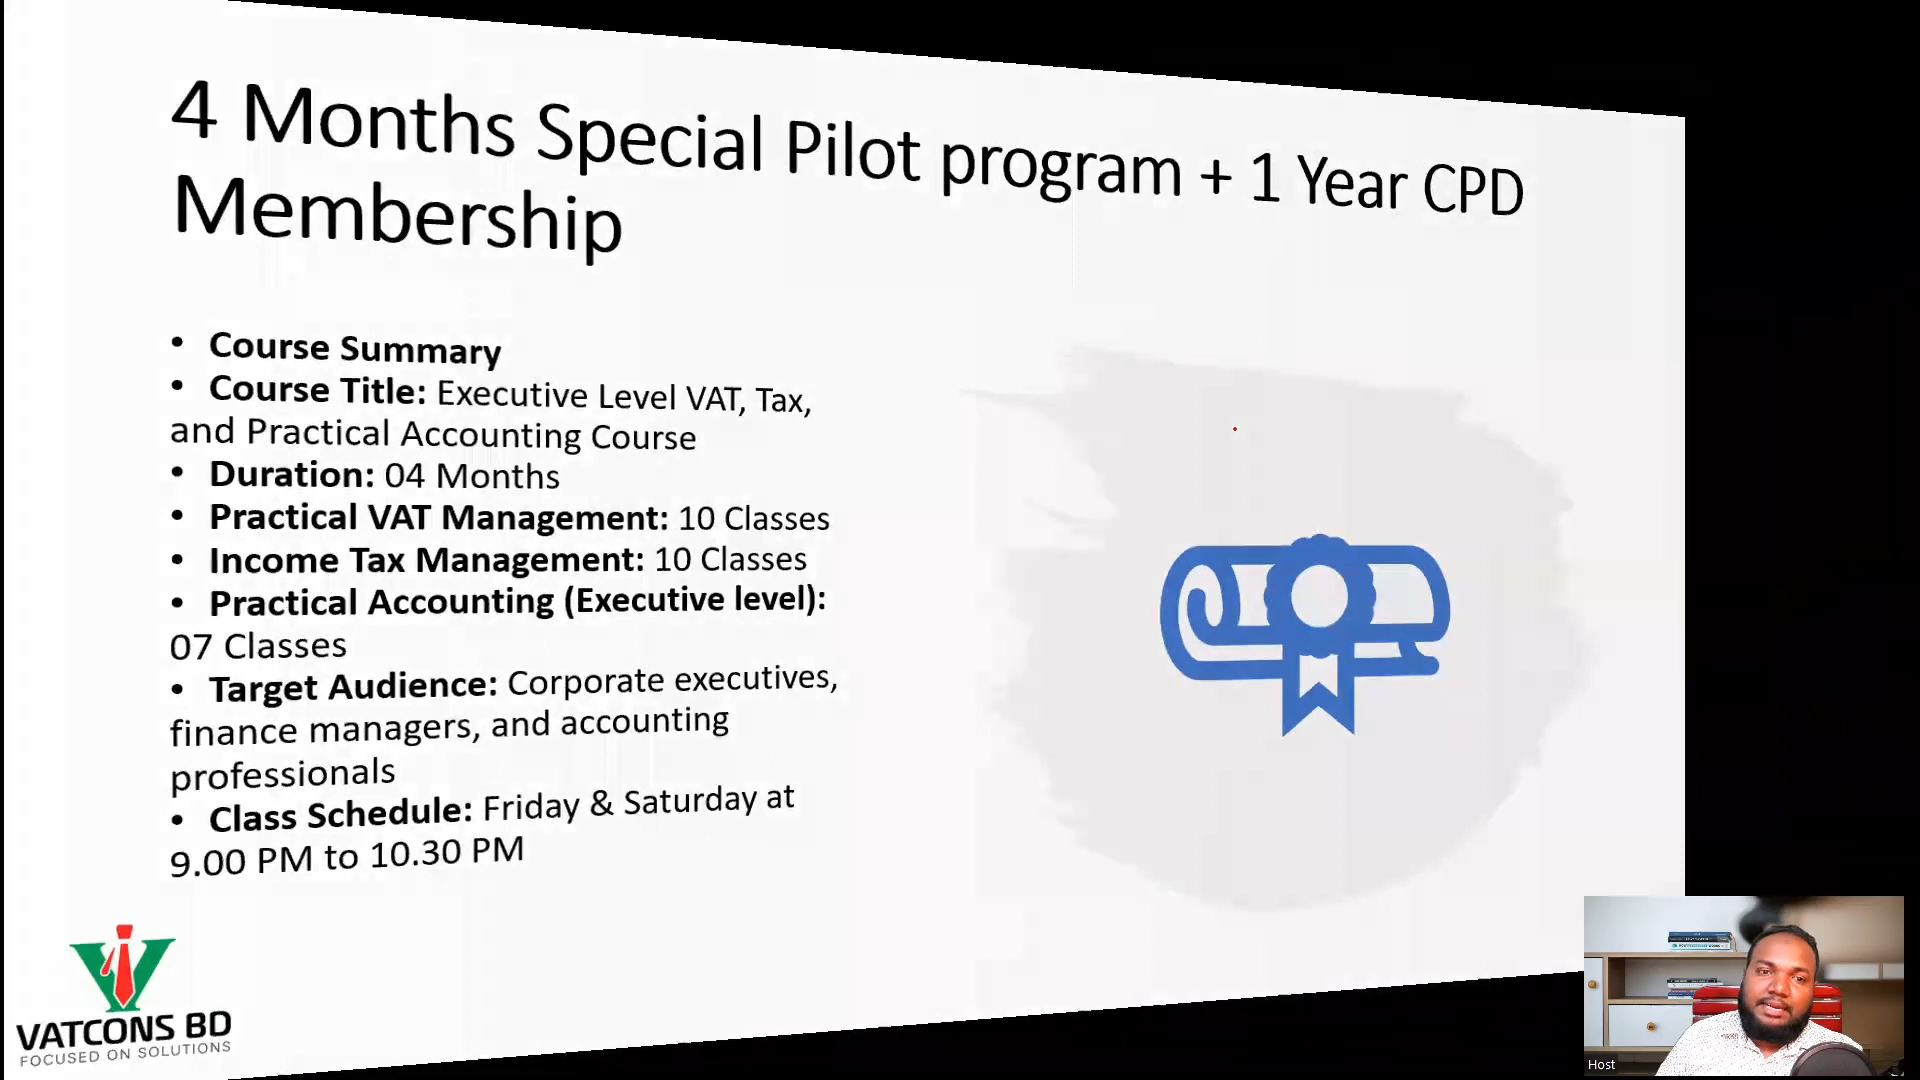 4 Months Special Pilot program + 1 Year CPD
Membership
• Course Summary
• Course Title: Executive Level VAT, Tax,
and Practical Accounting Course
• Duration: 04 Months
• Practical VAT Management: 10 Classes
• Income Tax Management: 10 Classes
• Practical Accounting (Executive level):
07 Classes
• Target Audience: Corporate executives,
finance managers, and accounting
professionals
• Class Schedule: Friday & Saturday at
9.00 PM to 10.30 PM
VATCONS BD
FOCUSED ON SOLUTIONS
Host